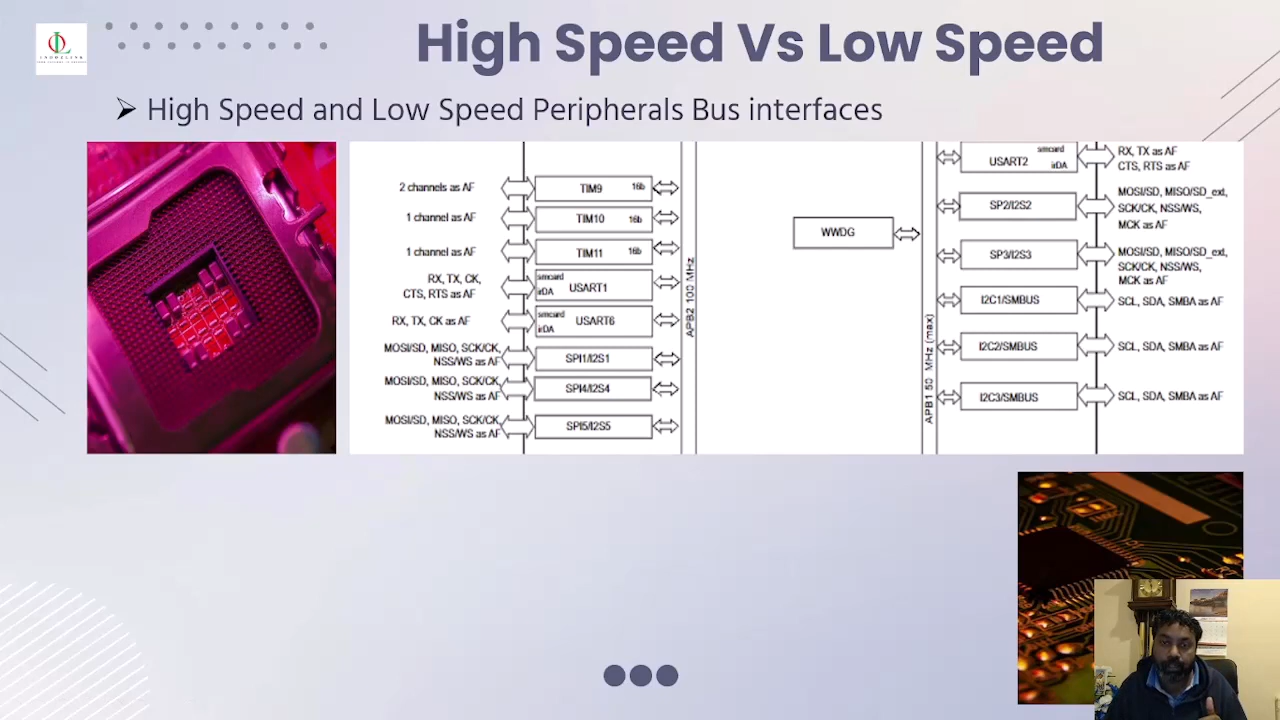 High Speed Vs Low Speed
INDOELINK
➢ High Speed and Low Speed Peripherals Bus interfaces
2 channels as AF
TIM9
16b
1 channel as AF
TIM10
16b
1 channel as AF
TIM11
16b
RX, TX, CK,
CTS, RTS as AF
smcard
irDA
USART1
RX, TX, CK as AF
smcard
irDA
USART6
MOSI/SD, MISO, SCK/CK,
NSS/WS as AF
SPI1/I2S1
MOSI/SD, MISO, SCK/CK,
NSS/WS as AF
SPI4/I2S4
MOSI/SD, MISO, SCK/CK,
NSS/WS as AF
SPI5/I2S5
APB2 100 MHz
WWDG
APB1 50 MHz (max)
USART2
smcard
irDA
RX, TX as AF
CTS, RTS as AF
SP2/I2S2
MOSI/SD, MISO/SD_ext,
SCK/CK, NSS/WS,
MCK as AF
SP3/I2S3
MOSI/SD, MISO/SD_ext,
SCK/CK, NSS/WS,
MCK as AF
I2C1/SMBUS
SCL, SDA, SMBA as AF
I2C2/SMBUS
SCL, SDA, SMBA as AF
I2C3/SMBUS
SCL, SDA, SMBA as AF